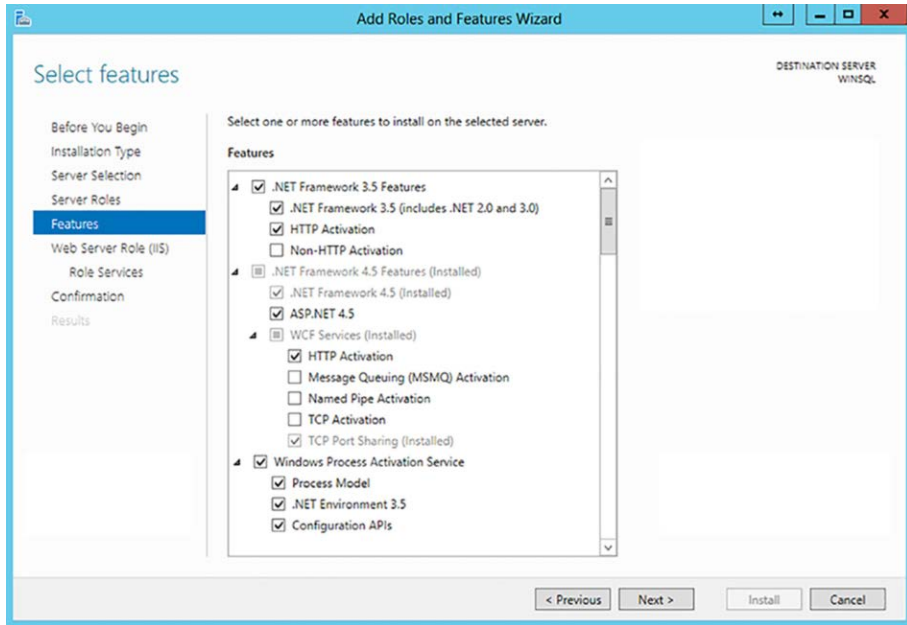 Add Roles and Features Wizard
Select features
DESTINATION SERVER
WINSQL
Before You Begin
Installation Type
Server Selection
Server Roles
Features
Web Server Role (IIS)
Role Services
Confirmation
Results
Select one or more features to install on the selected server.
Features
.NET Framework 3.5 Features
.NET Framework 3.5 (includes .NET 2.0 and 3.0)
HTTP Activation
Non-HTTP Activation
.NET Framework 4.5 Features (Installed)
.NET Framework 4.5 (Installed)
ASP.NET 4.5
WCF Services (Installed)
HTTP Activation
Message Queuing (MSMQ) Activation
Named Pipe Activation
TCP Activation
TCP Port Sharing (Installed)
Windows Process Activation Service
Process Model
.NET Environment 3.5
Configuration APIs
< Previous
Next >
Install
Cancel